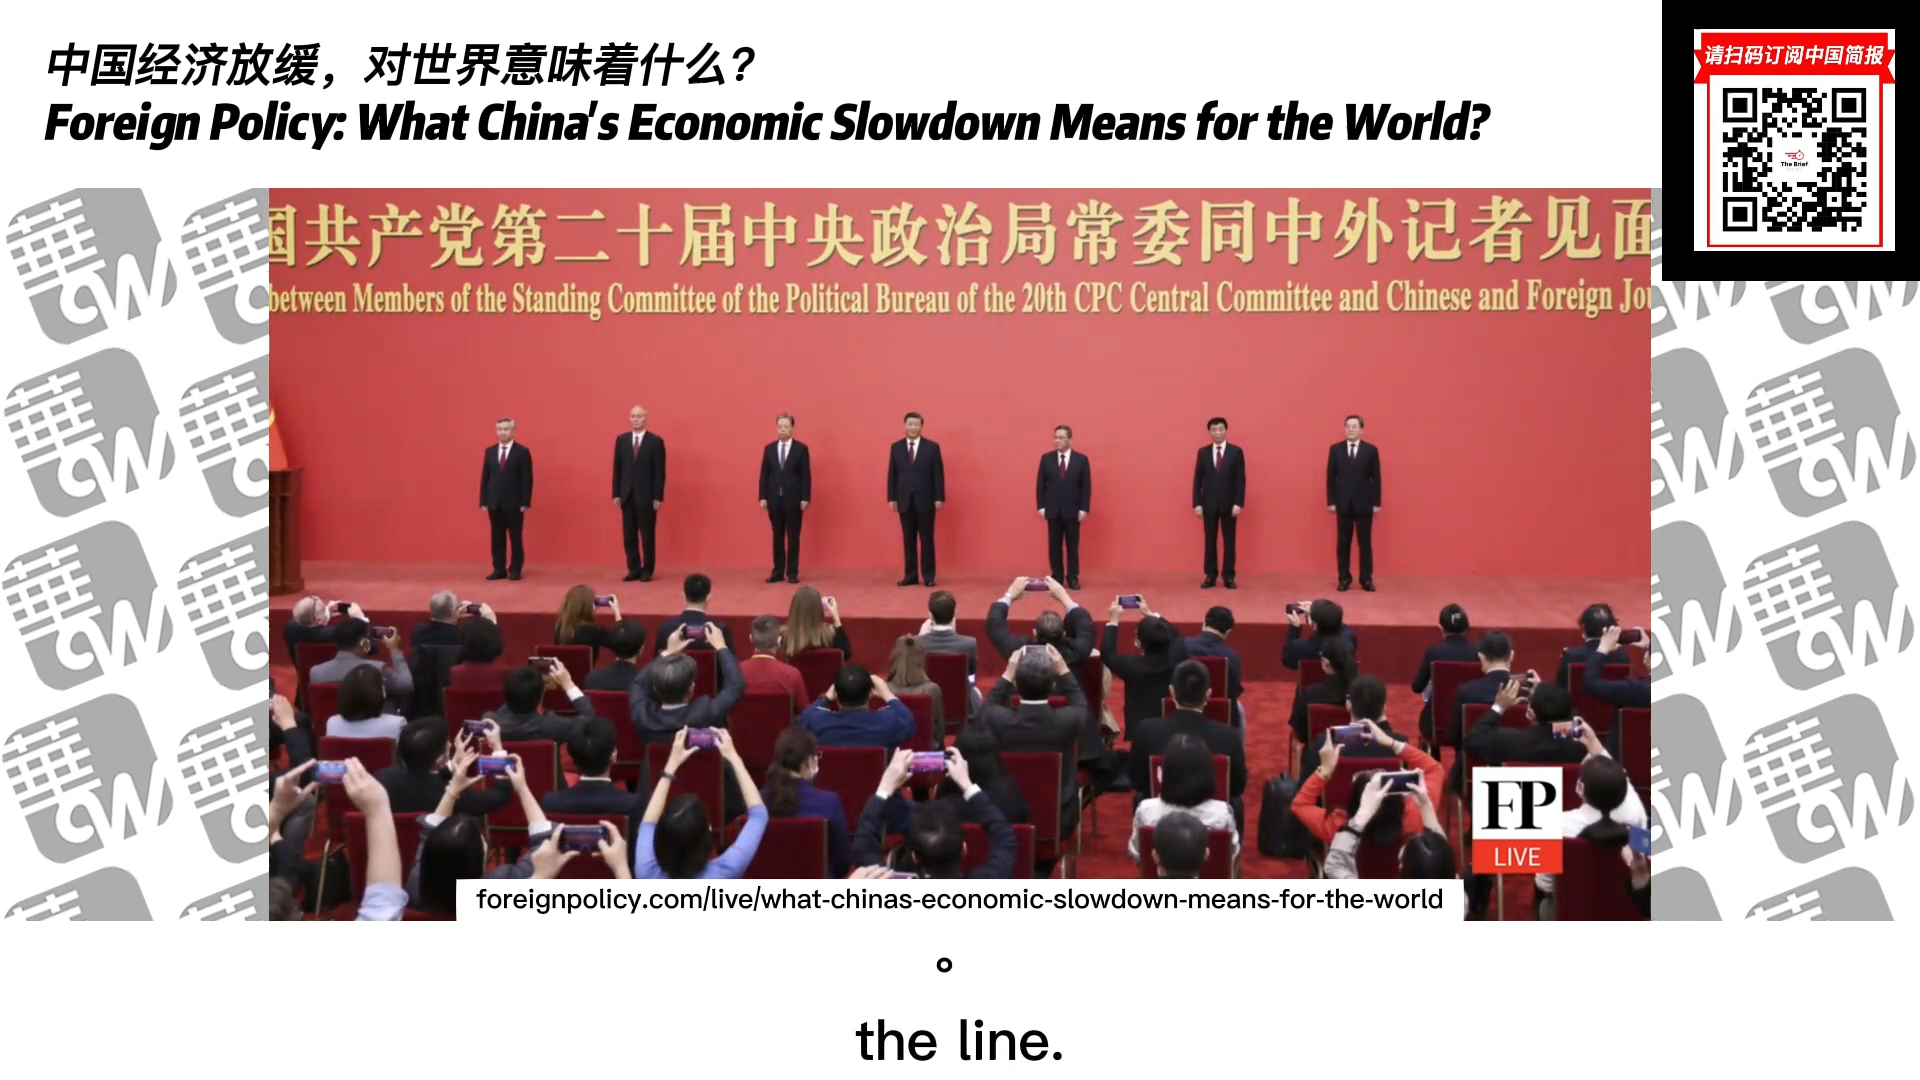 中国经济放缓，对世界意味着什么？
Foreign Policy: What China's Economic Slowdown Means for the World?
请扫码订阅中国简报
The Brief
国共产党第二十届中央政治局常委同中外记者见面
between Members of the Standing Committee of the Political Bureau of the 20th CPC Central Committee and Chinese and Foreign Jou
FP
LIVE
foreignpolicy.com/live/what-chinas-economic-slowdown-means-for-the-world
。
the line.